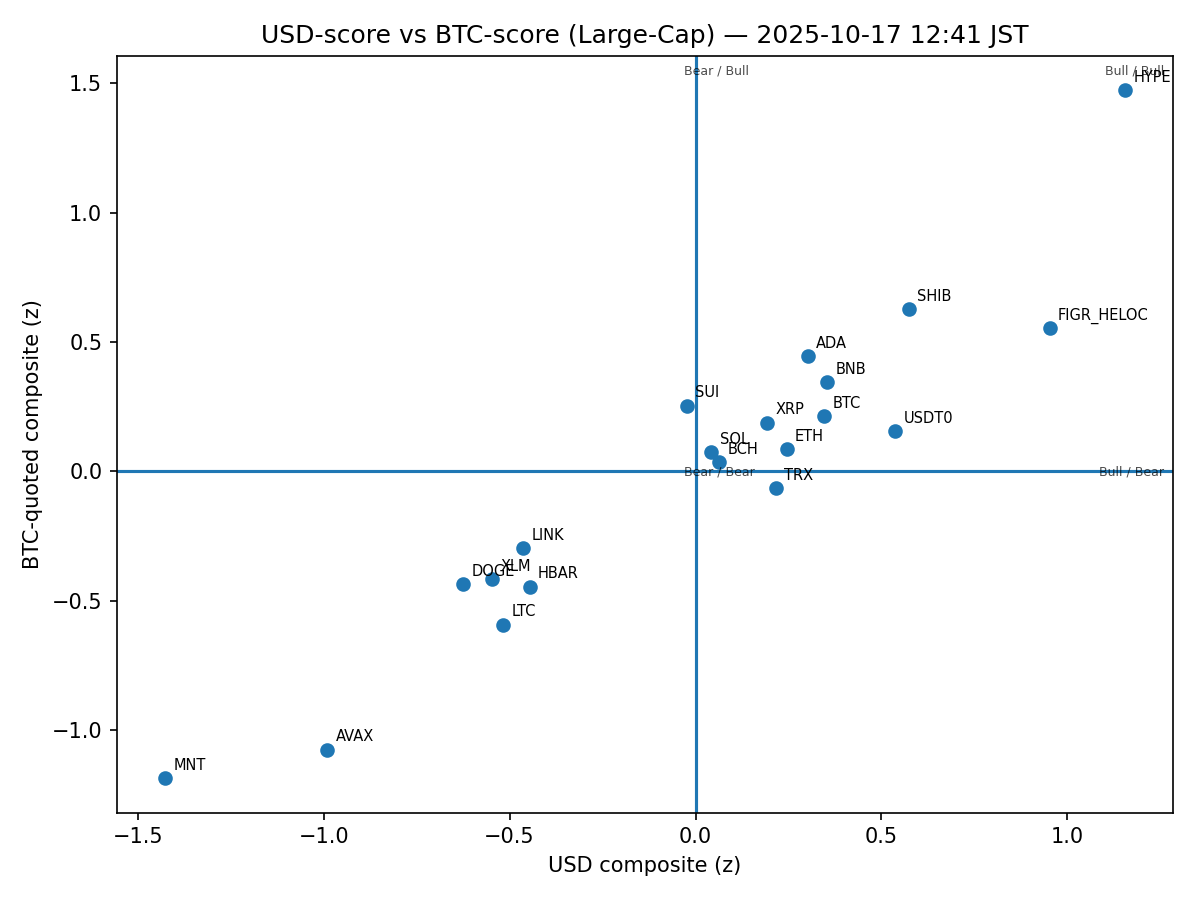 USD-score vs BTC-score (Large-Cap) — 2025-10-17 12:41 JST
Bear / Bull
Bull / Bull
HYPE
1.5
1.0
SHIB
FIGR_HELOC
0.5
ADA
BNB
SUI
BTC
XRP
USDT0
ETH
SOL
BCH
0.0
Bear / Bear
Bull / Bear
TRX
LINK
XLM
DOGE
HBAR
−0.5
LTC
−1.0
AVAX
MNT
−1.5
−1.0
−0.5
0.0
0.5
1.0
USD composite (z)
BTC-quoted composite (z)